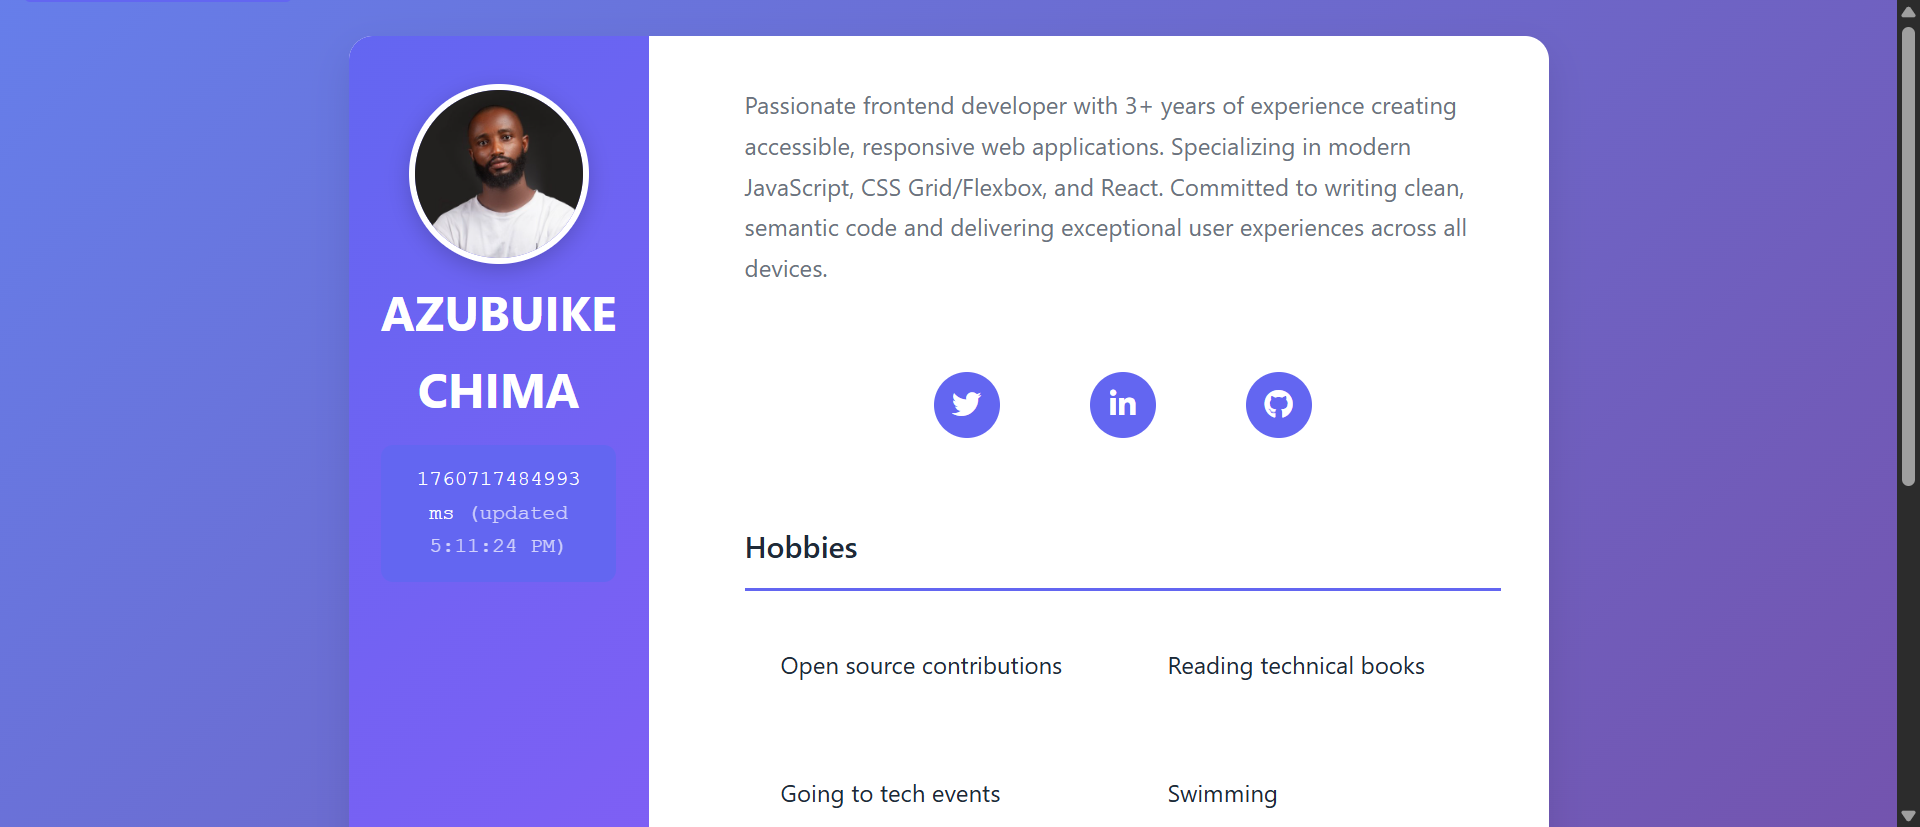 AZUBUIKE
CHIMA
1760717484993
ms (updated
5:11:24 PM)
Passionate frontend developer with 3+ years of experience creating
accessible, responsive web applications. Specializing in modern
JavaScript, CSS Grid/Flexbox, and React. Committed to writing clean,
semantic code and delivering exceptional user experiences across all
devices.
in
Hobbies
Open source contributions
Reading technical books
Going to tech events
Swimming